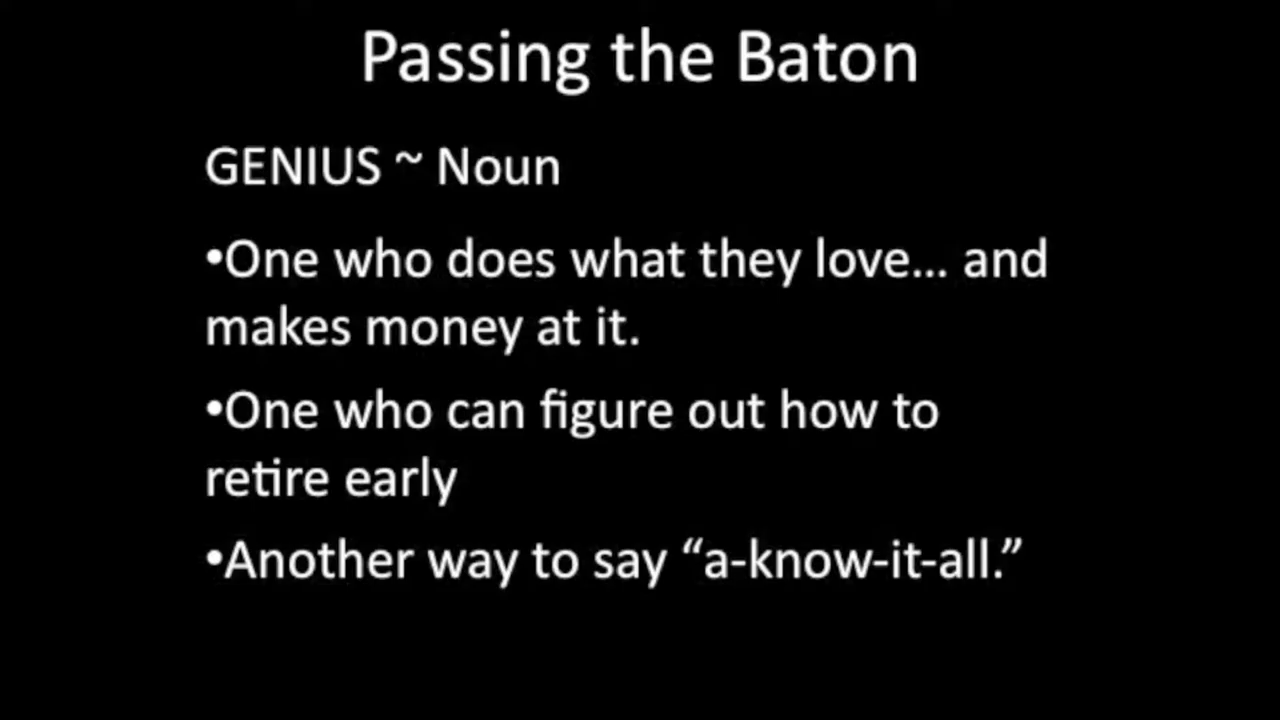 Passing the Baton
GENIUS ~ Noun
•One who does what they love... and
makes money at it.
•One who can figure out how to
retire early
•Another way to say “a-know-it-all.”